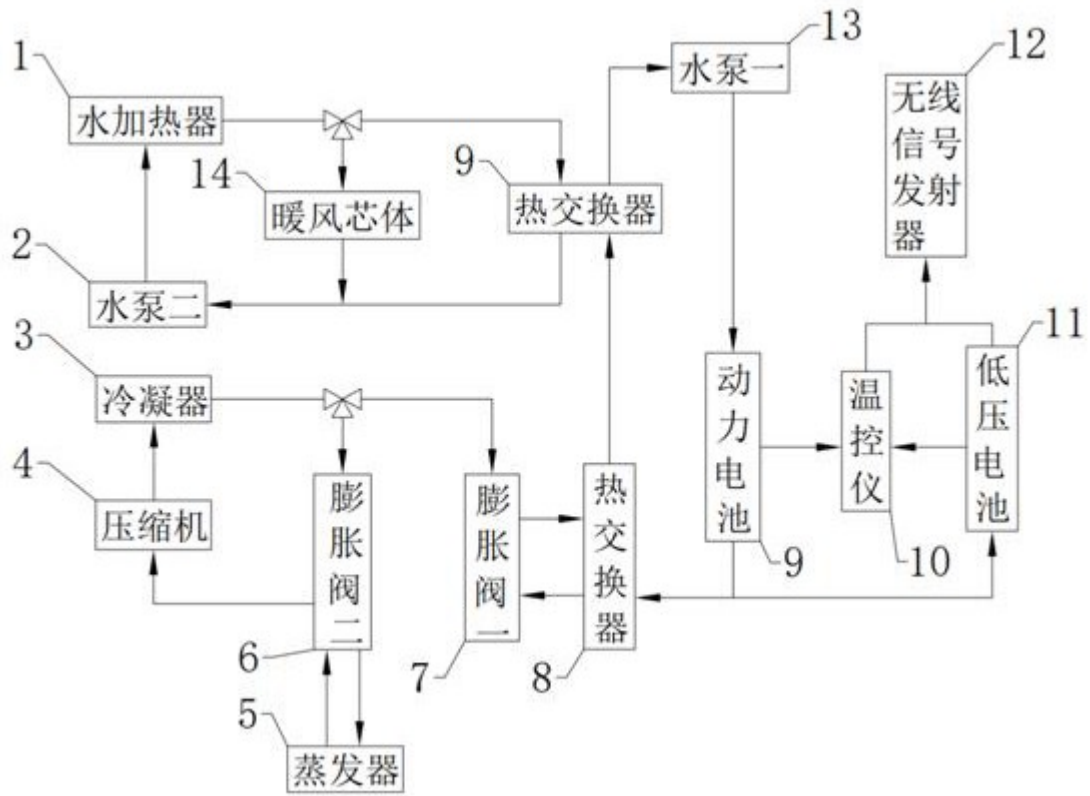 1
水加热器
14
暖风芯体
2
水泵二
9
热交换器
13
水泵一
12
无线
信号
发射
器
3
冷凝器
4
压缩机
膨胀阀二
6
5
蒸发器
膨胀阀一
7
热交换器
8
动力电池
9
温控仪
10
11
低压电池